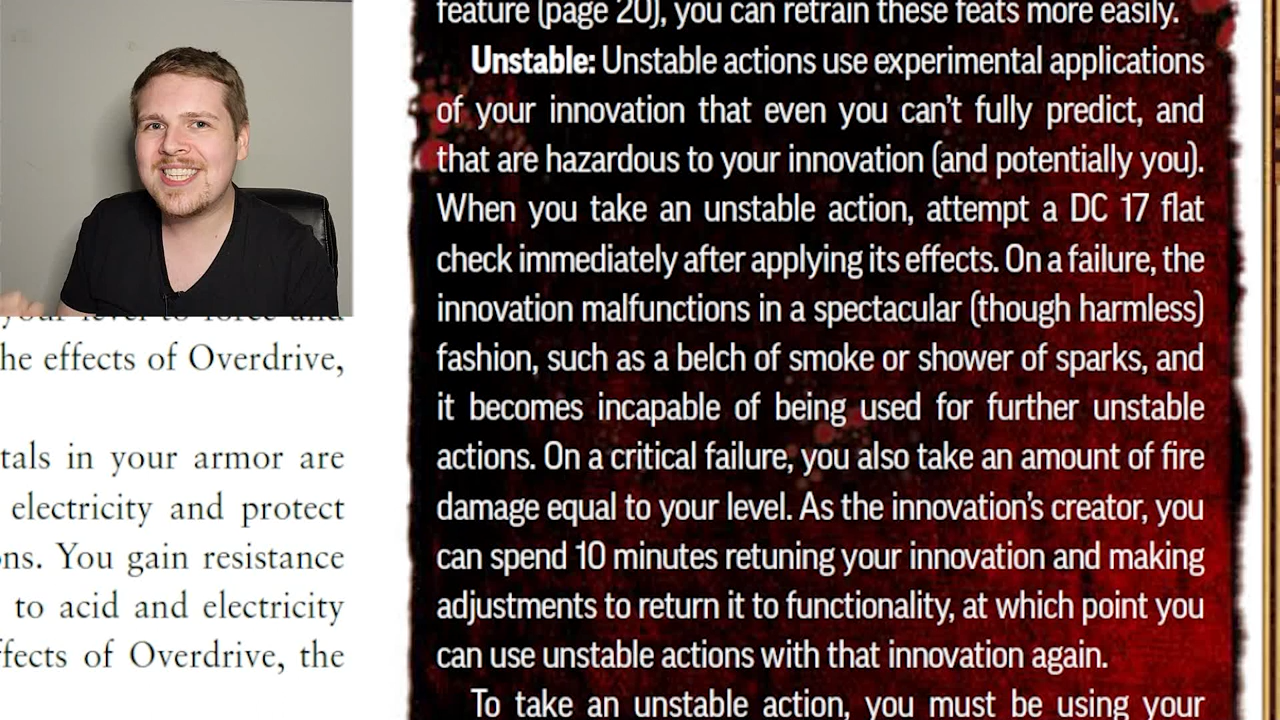 your level to force and
he effects of Overdrive,
tals in your armor are
electricity and protect
ons. You gain resistance
to acid and electricity
ffects of Overdrive, the
feature (page 20), you can retrain these feats more easily.
Unstable: Unstable actions use experimental applications
of your innovation that even you can't fully predict, and
that are hazardous to your innovation (and potentially you).
When you take an unstable action, attempt a DC 17 flat
check immediately after applying its effects. On a failure, the
innovation malfunctions in a spectacular (though harmless)
fashion, such as a belch of smoke or shower of sparks, and
it becomes incapable of being used for further unstable
actions. On a critical failure, you also take an amount of fire
damage equal to your level. As the innovation's creator, you
can spend 10 minutes retuning your innovation and making
adjustments to return it to functionality, at which point you
can use unstable actions with that innovation again.
To take an unstable action, you must be using your